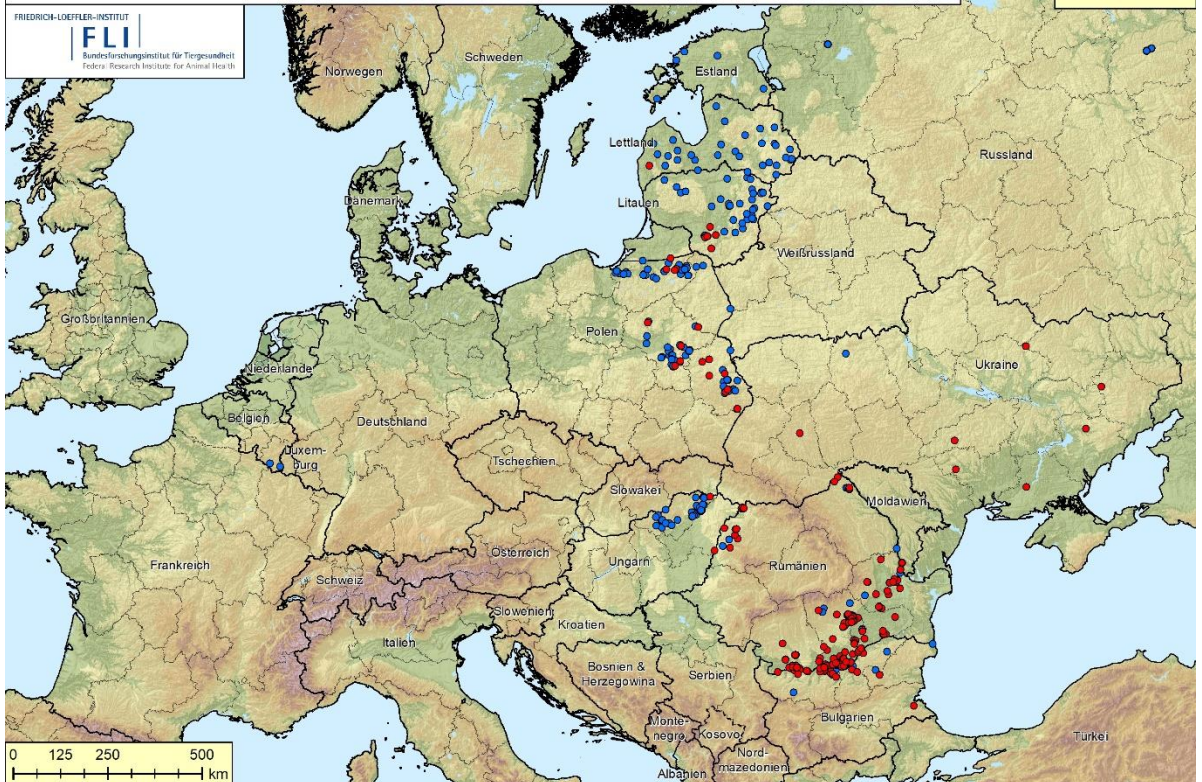 FRIEDRICH-LOEFFLER-INSTITUT
FLI
Bundesforschungsinstitut für Tiergesundheit
Federal Research Institute for Animal Health
Norwegen
Schweden
Estland
Lettland
Russland
Dänemark
Litauen
Weißrussland
Großbritannien
Polen
Niederlande
Ukraine
Belgien
Deutschland
Luxem-
burg
Tschechien
Slowakei
Moldawien
Frankreich
Österreich
Ungarn
Rumänien
Schweiz
Slowenien
Kroatien
Italien
Bosnien &
Herzegowina
Serbien
Bulgarien
Monte-
negro
Kosovo
Nord-
mazedonien
Albanien
Türkei
0 125 250 500
km